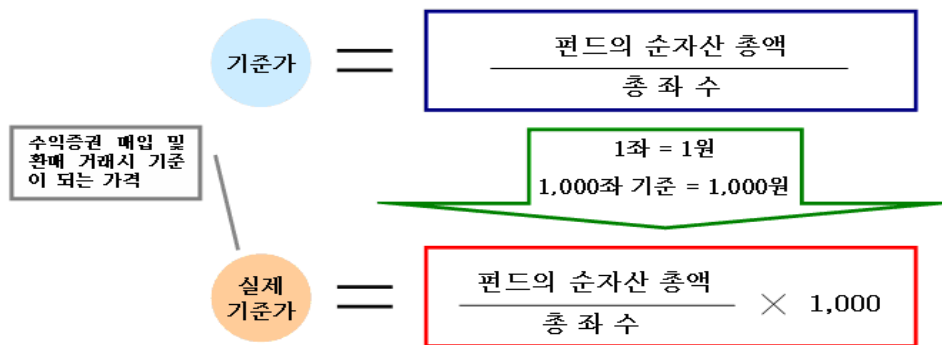 기준가
펀드의 순자산 총액
총 좌 수
수익증권 매입 및
환매 거래시 기준
이 되는 가격
1좌 = 1원
1,000좌 기준 = 1,000원
실제
기준가
펀드의 순자산 총액
총 좌 수
× 1,000